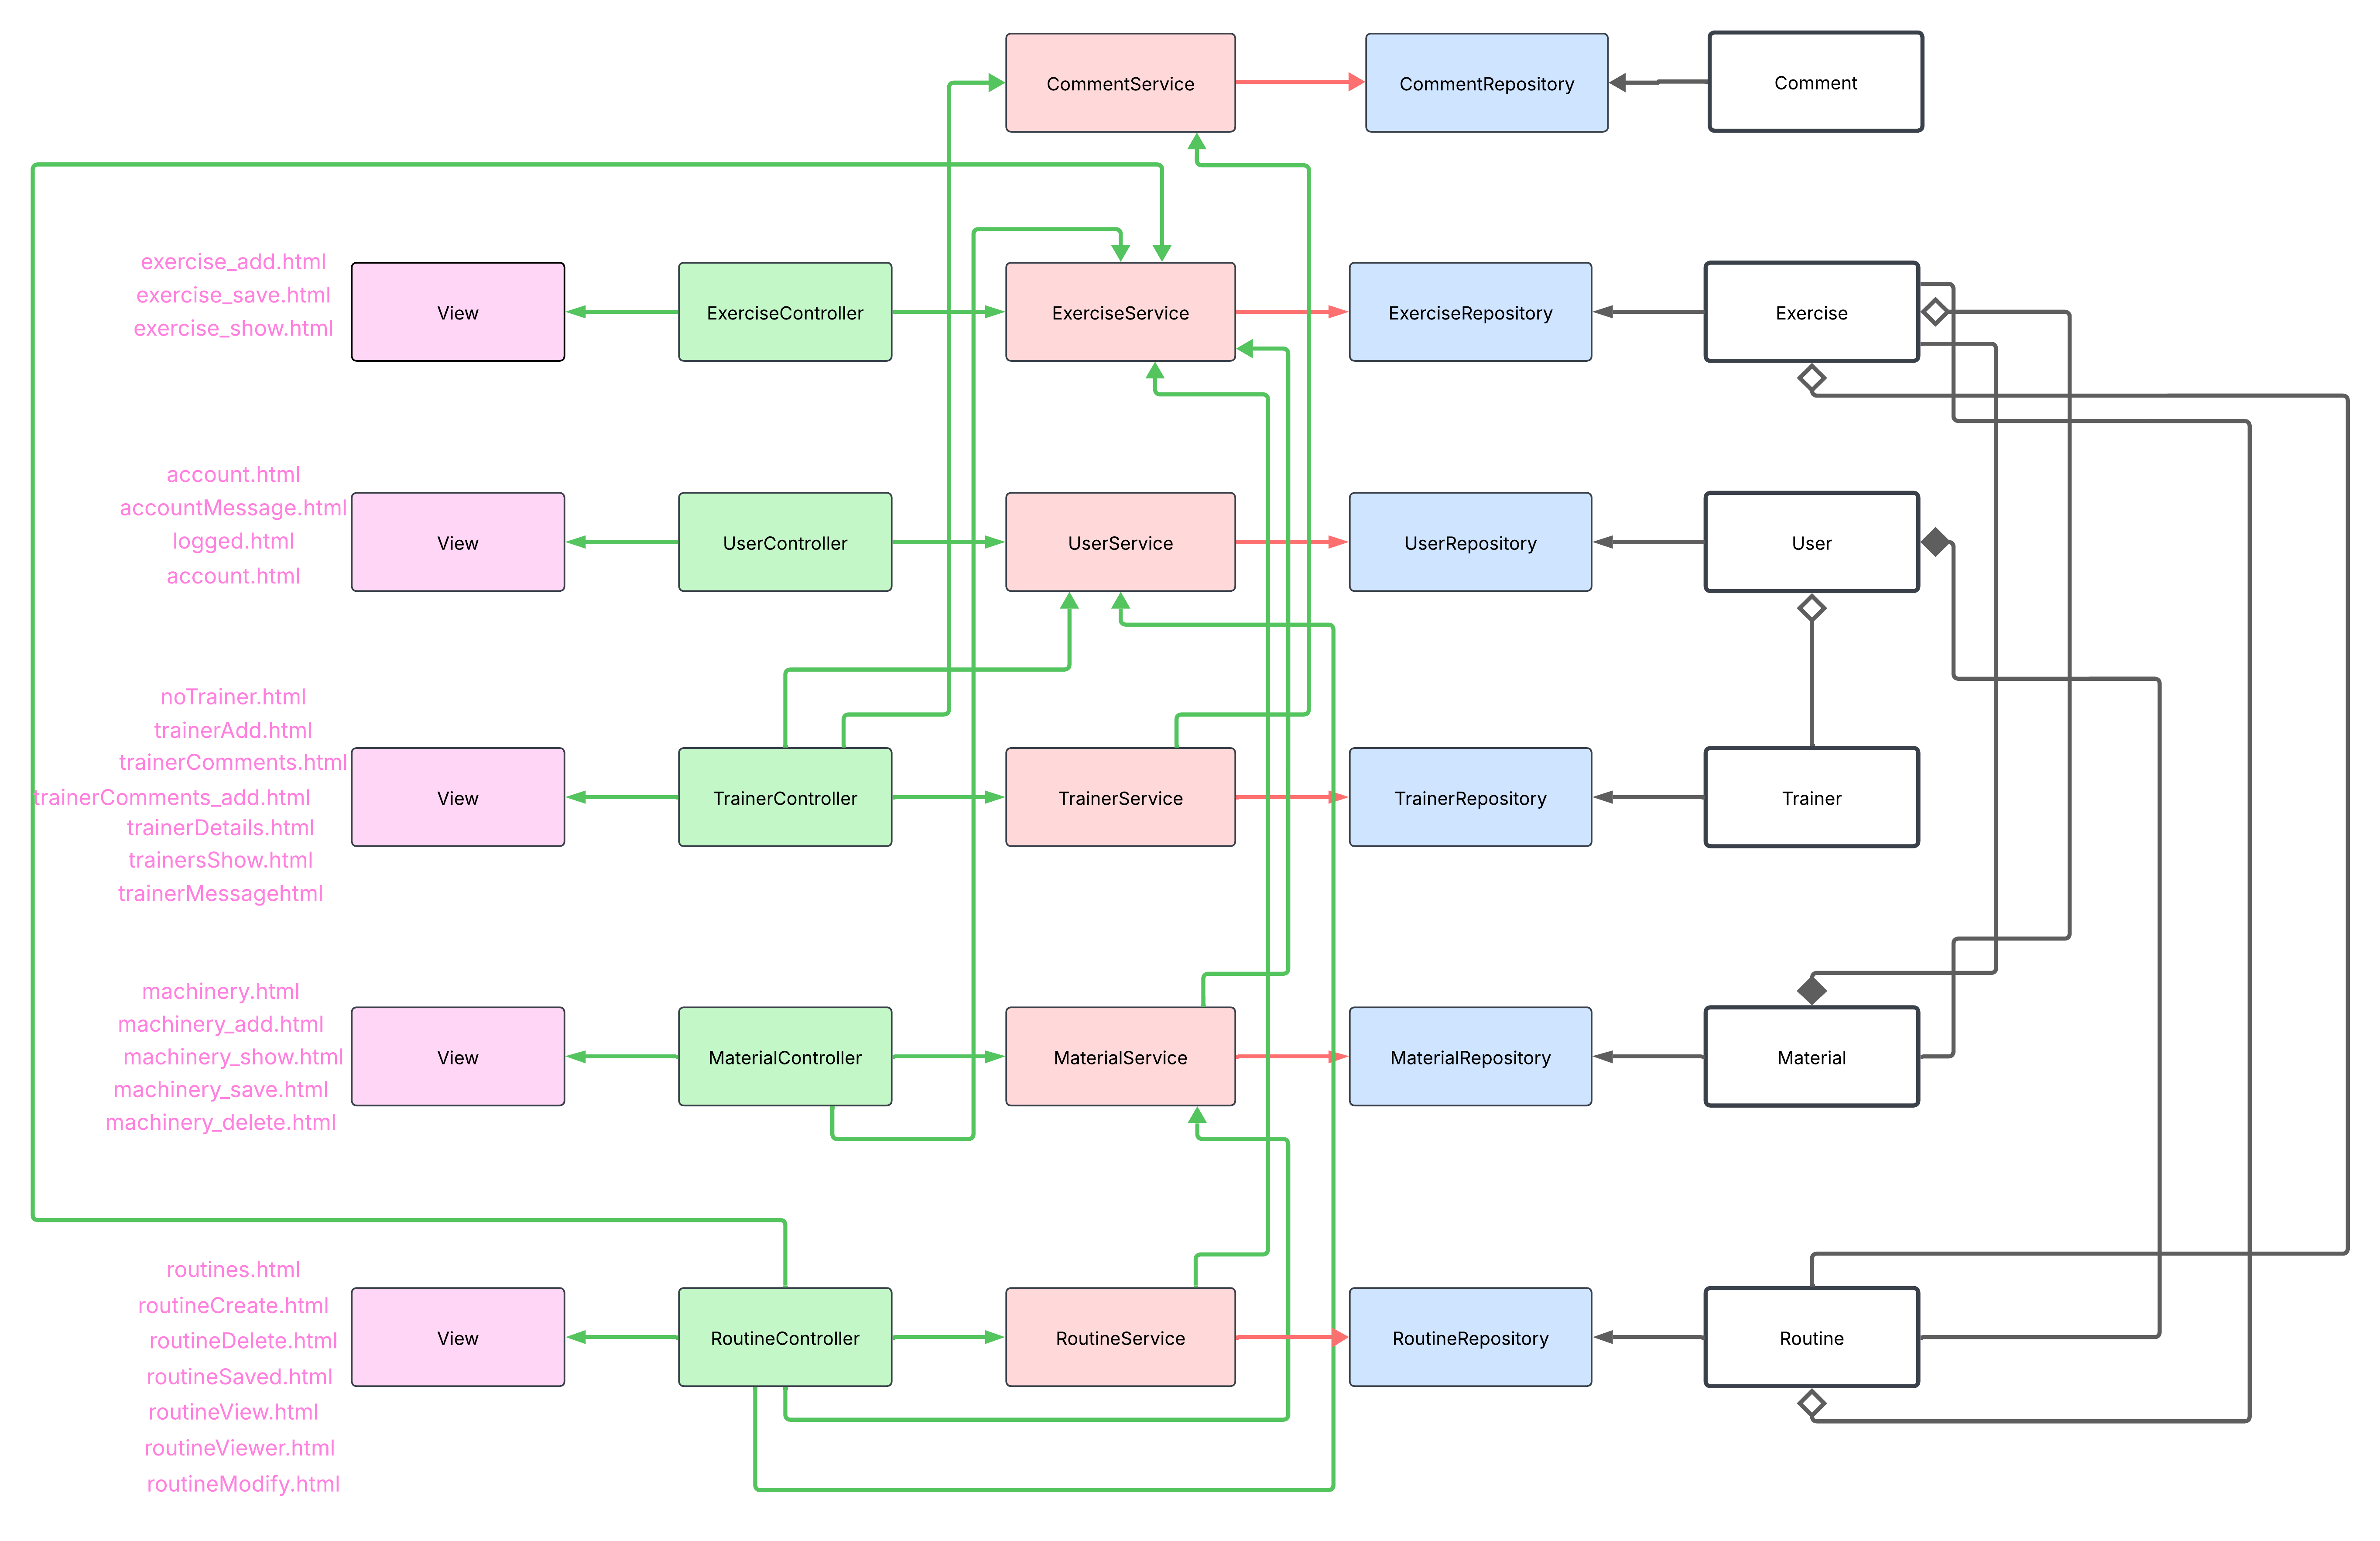 CommentService
CommentRepository
Comment
exercise_add.html
exercise_save.html
exercise_show.html
View
ExerciseController
ExerciseService
ExerciseRepository
Exercise
account.html
accountMessage.html
logged.html
account.html
View
UserController
UserService
UserRepository
User
noTrainer.html
trainerAdd.html
trainerComments.html
trainerComments_add.html
trainerDetails.html
trainersShow.html
trainerMessagehtml
View
TrainerController
TrainerService
TrainerRepository
Trainer
machinery.html
machinery_add.html
machinery_show.html
machinery_save.html
machinery_delete.html
View
MaterialController
MaterialService
MaterialRepository
Material
routines.html
routineCreate.html
routineDelete.html
routineSaved.html
routineView.html
routineViewer.html
routineModify.html
View
RoutineController
RoutineService
RoutineRepository
Routine